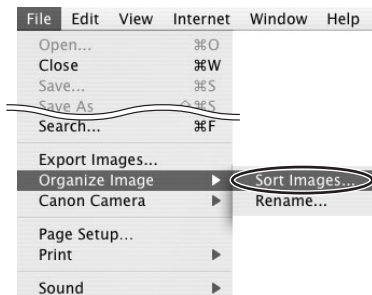 File Edit View Internet Window Help
Open... ⌘O
Close ⌘W
Save... ⌘S
Save As ⇧⌘S
Search... ⌘F
Export Images...
Organize Image ▶ Sort Images...
Canon Camera ▶ Rename...
Page Setup...
Print ▶
Sound ▶